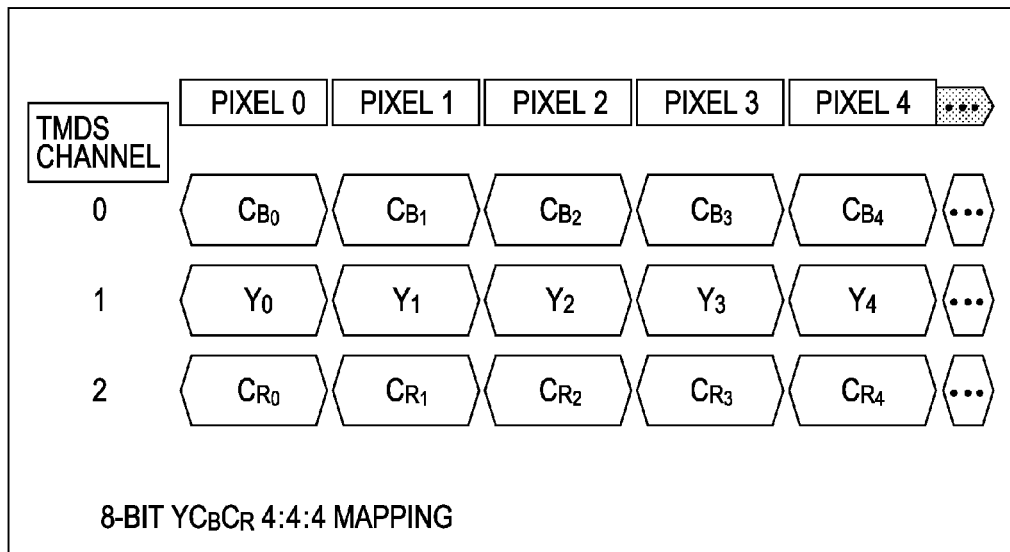 PIXEL 0 PIXEL 1 PIXEL 2 PIXEL 3 PIXEL 4 •••
TMDS
CHANNEL
0 CB0 CB1 CB2 CB3 CB4 •••
1 Y0 Y1 Y2 Y3 Y4 •••
2 CR0 CR1 CR2 CR3 CR4 •••
8-BIT YCBCR 4:4:4 MAPPING